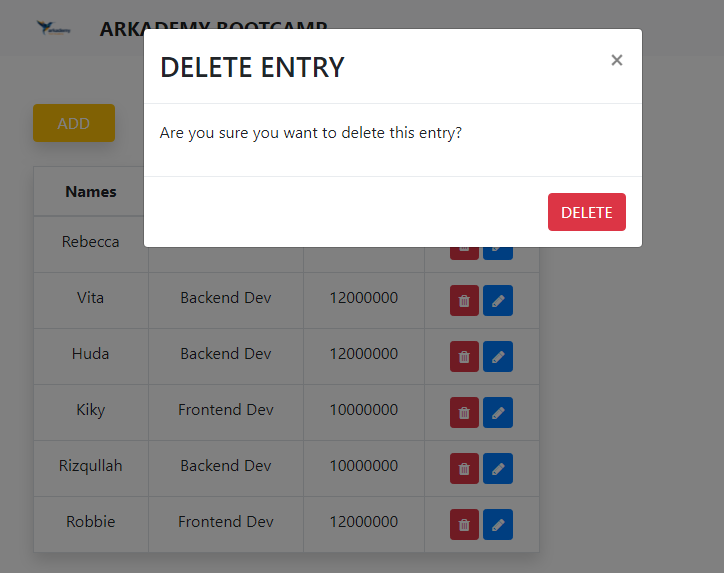 arkademy
ARKADEMY BOOTCAMP
DELETE ENTRY
×
Are you sure you want to delete this entry?
DELETE
ADD
Names
Rebecca
Vita Backend Dev 12000000
Huda Backend Dev 12000000
Kiky Frontend Dev 10000000
Rizqullah Backend Dev 10000000
Robbie Frontend Dev 12000000